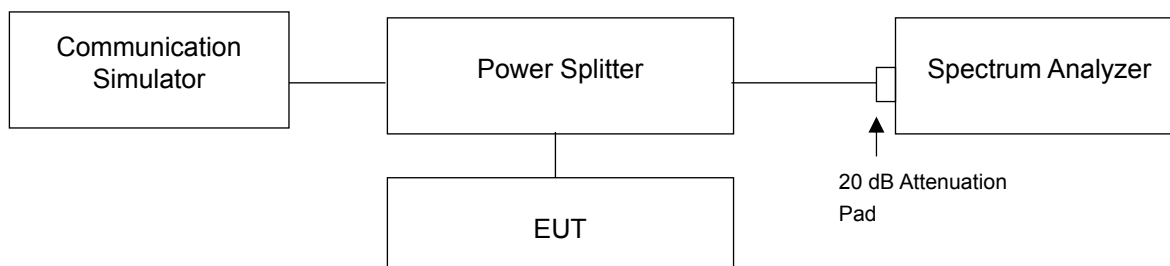 Communication
Simulator
Power Splitter
Spectrum Analyzer
20 dB Attenuation
Pad
EUT